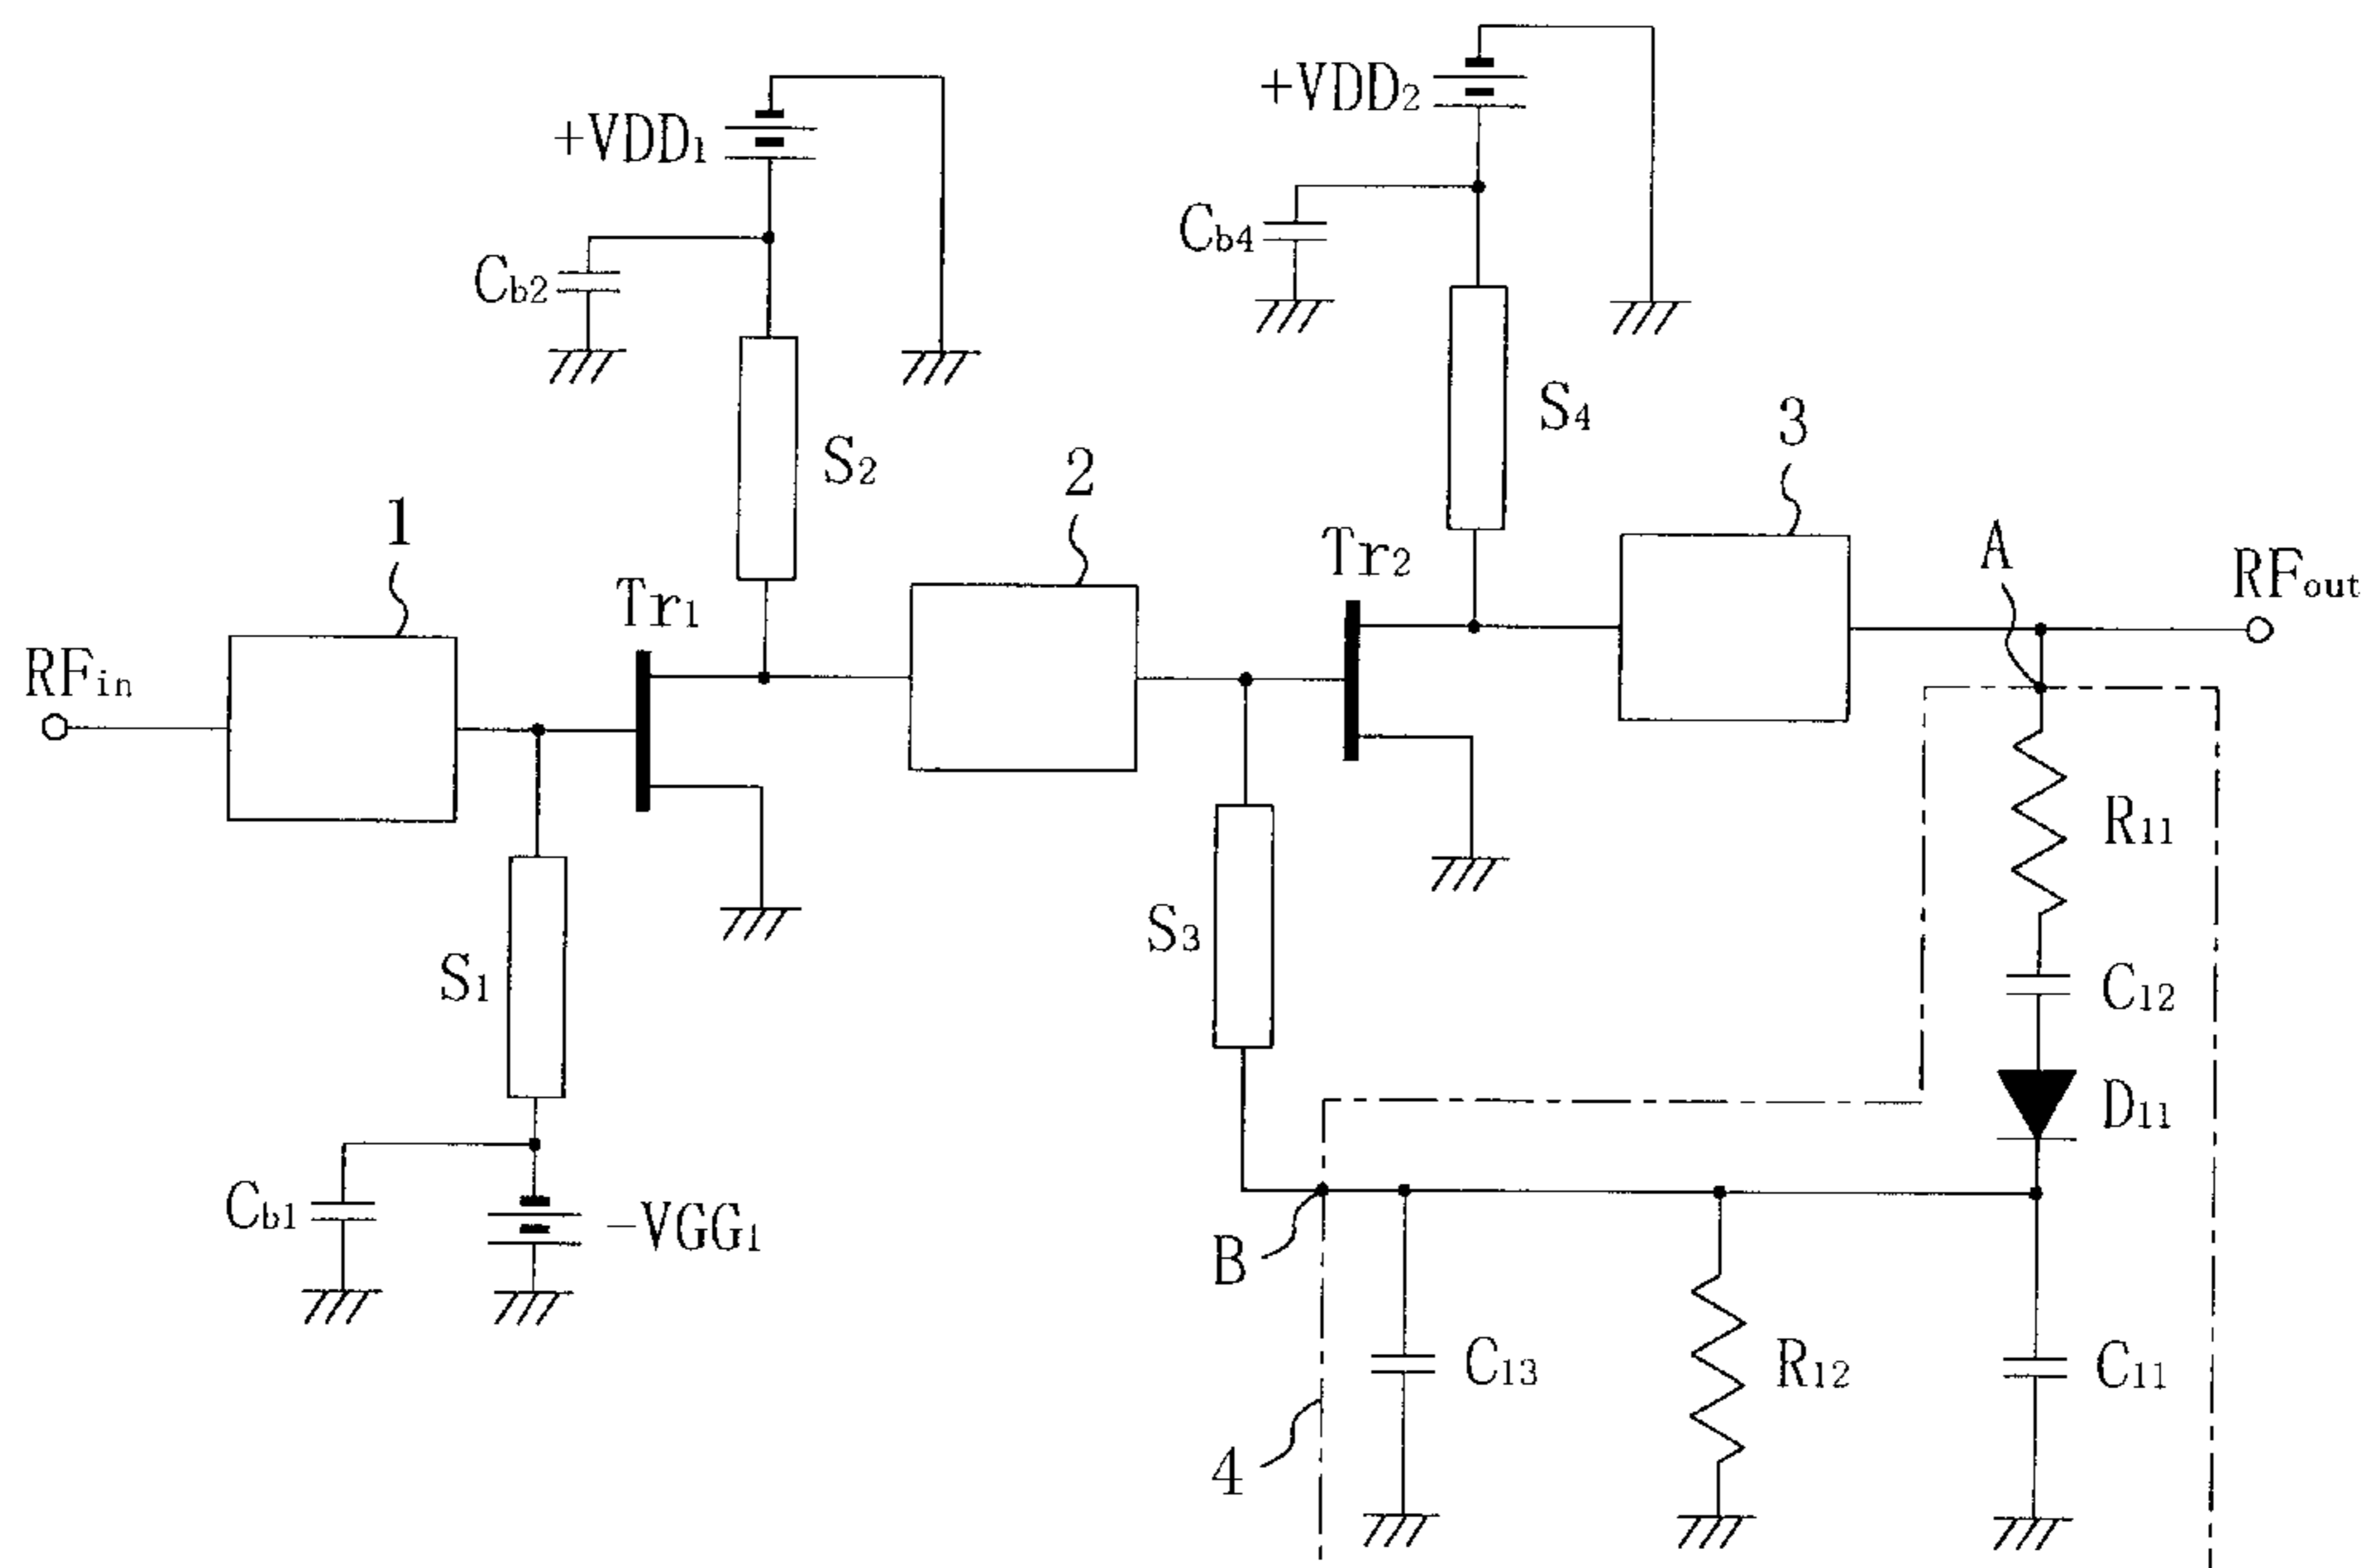 +VDD2
+VDD1
Cb4
Cb2
S4
3
S2
2
1
Tr2
A
RFout
Tr1
RFin
R11
S3
S1
C12
D11
Cb1
-VGG1
B
C13
R12
C11
4